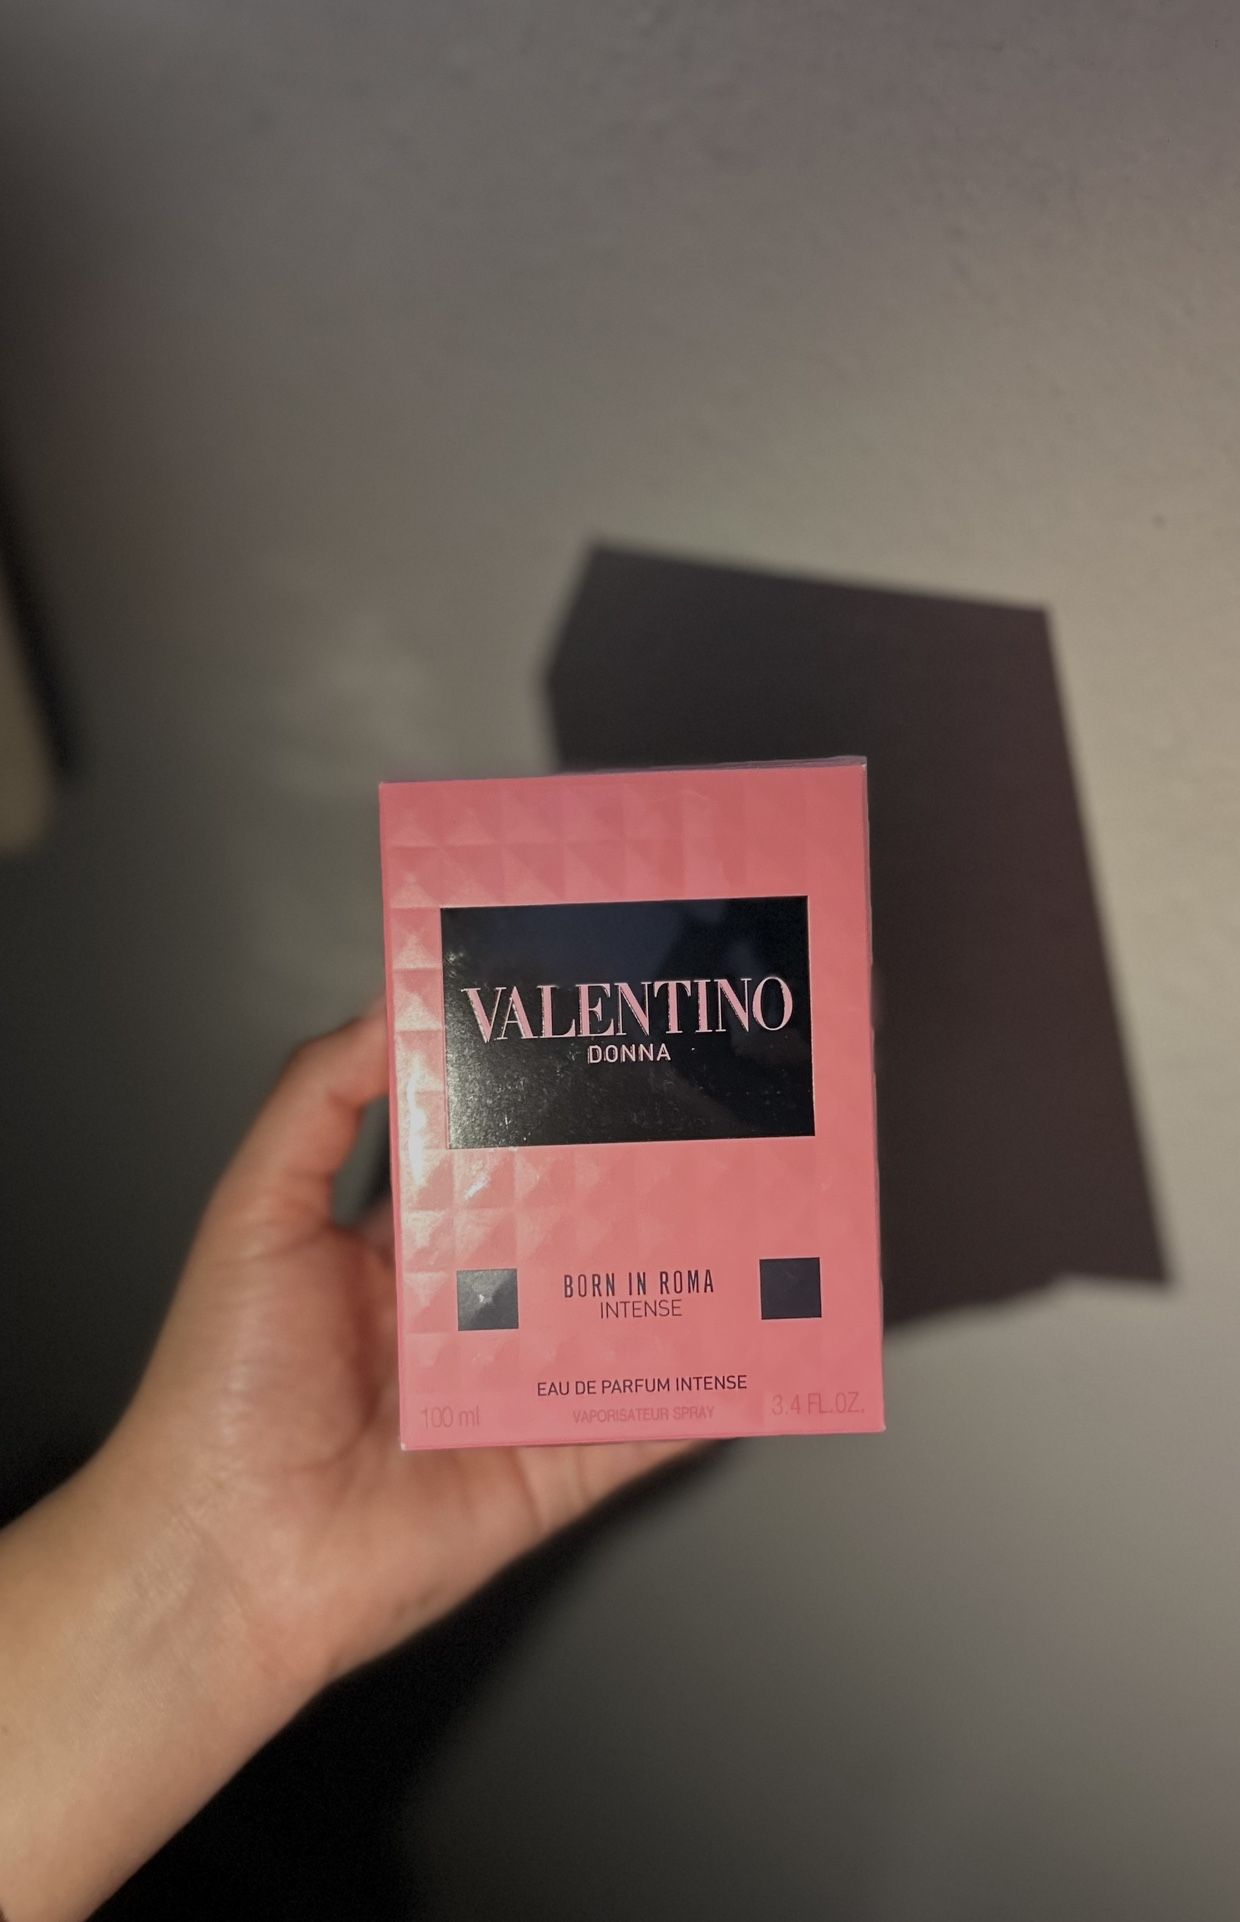 VALENTINO
DONNA
BORN IN ROMA
INTENSE
EAU DE PARFUM INTENSE
100 ml VAPORISATEUR SPRAY 3.4 FL.OZ.